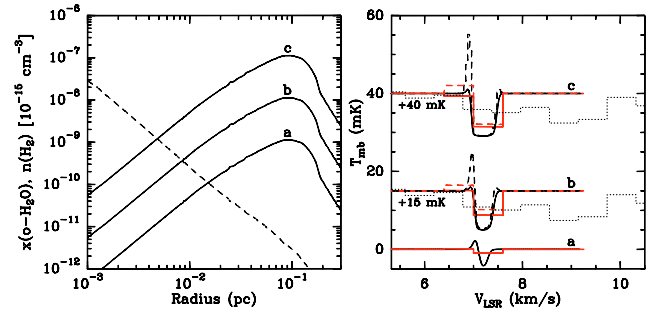 x(o−H₂O), n(H₂) [10⁻¹⁵ cm⁻³]
10⁻⁶
10⁻⁷
10⁻⁸
10⁻⁹
10⁻¹⁰
10⁻¹¹
10⁻¹²
c
b
a
10⁻³
10⁻²
10⁻¹
Radius (pc)
T_mb (mK)
60
40
20
0
c
+40 mK
b
+15 mK
a
6
8
10
V_LSR (km/s)